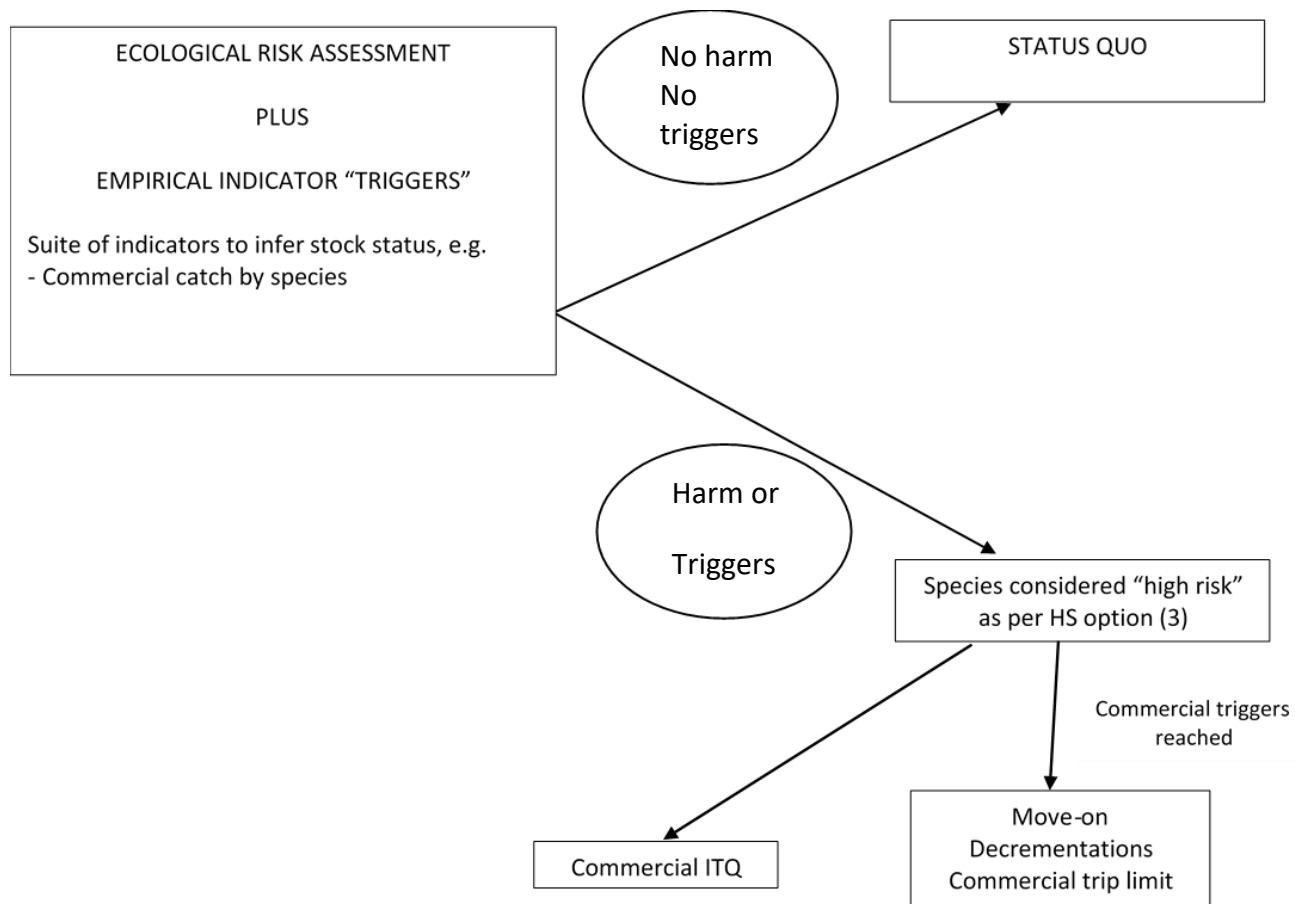 ECOLOGICAL RISK ASSESSMENT
PLUS
EMPIRICAL INDICATOR “TRIGGERS”
Suite of indicators to infer stock status, e.g.
- Commercial catch by species
No harm
No
triggers
STATUS QUO
Harm or
Triggers
Species considered “high risk”
as per HS option (3)
Commercial triggers
reached
Commercial ITQ
Move-on
Decrementations
Commercial trip limit